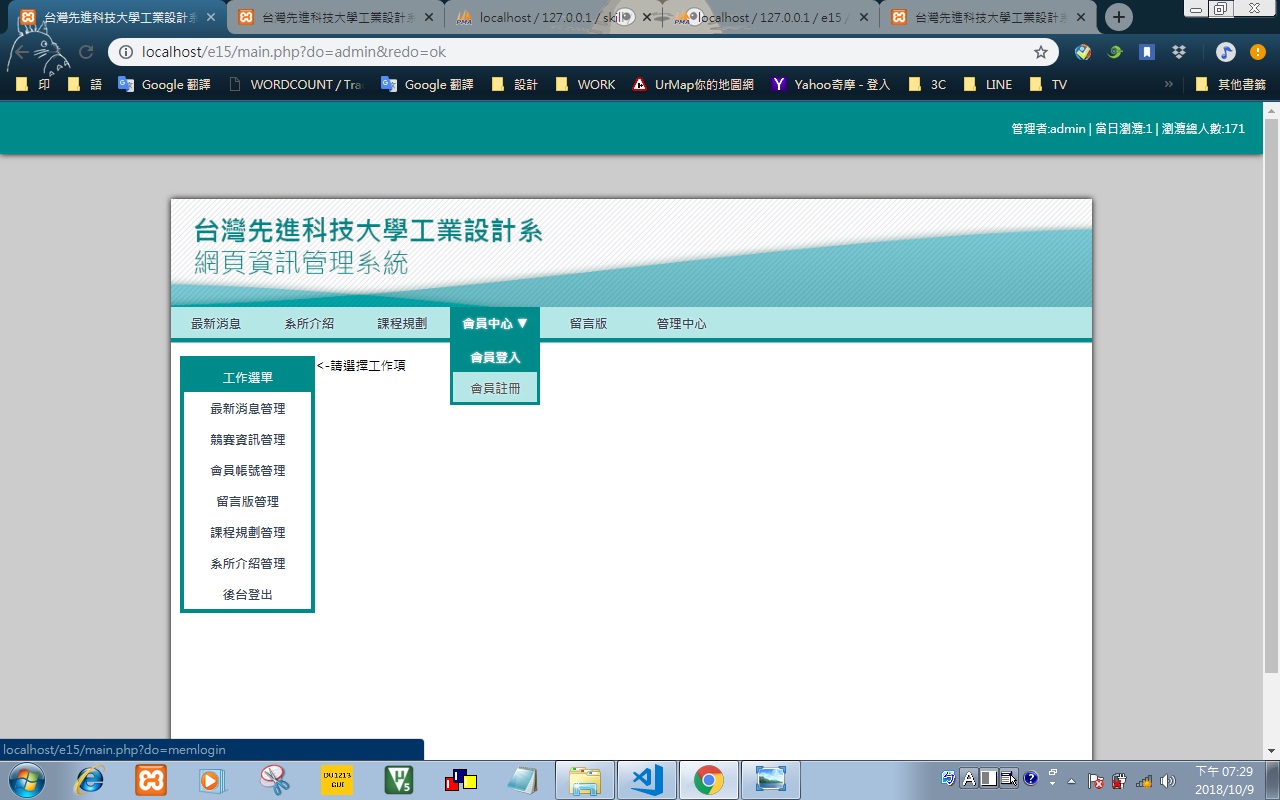 台灣先進科技大學工業設計系
台灣先進科技大學工業設計系
localhost / 127.0.0.1 / skil
localhost / 127.0.0.1 / e15 /
台灣先進科技大學工業設計系
localhost/e15/main.php?do=admin&redo=ok
印 語 Google 翻譯 WORDCOUNT / Tra Google 翻譯 設計 WORK UrMap你的地圖網 Yahoo奇摩 - 登入 3C LINE TV » 其他書籤
管理者:admin | 當日瀏灠:1 | 瀏灠總人數:171
台灣先進科技大學工業設計系
網頁資訊管理系統
最新消息 系所介紹 課程規劃 會員中心 ▼ 留言版 管理中心
會員登入
會員註冊
工作選單
<-請選擇工作項
最新消息管理
競賽資訊管理
會員帳號管理
留言版管理
課程規劃管理
系所介紹管理
後台登出
localhost/e15/main.php?do=memlogin
下午 07:29
2018/10/9